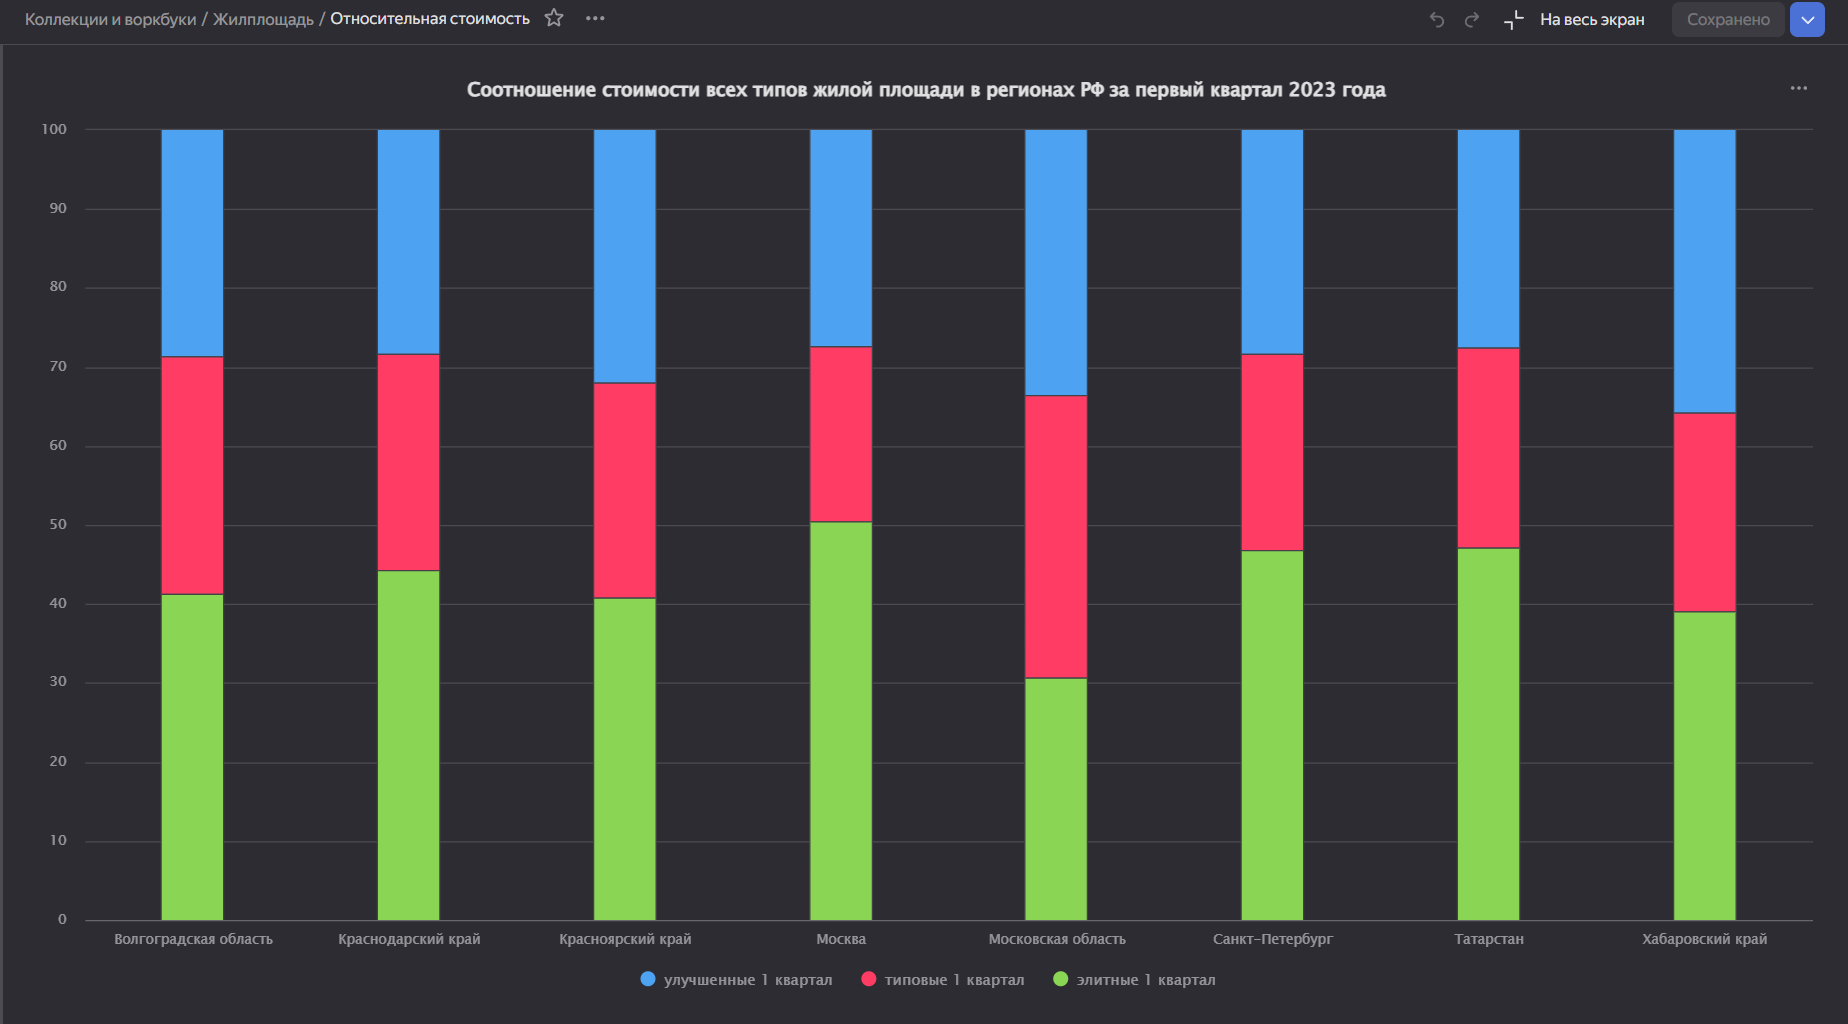 Коллекции и воркбуки / Жилплощадь / Относительная стоимость
На весь экран
Сохранено
Соотношение стоимости всех типов жилой площади в регионах РФ за первый квартал 2023 года
100
90
80
70
60
50
40
30
20
10
0
Волгоградская область
Краснодарский край
Красноярский край
Москва
Московская область
Санкт-Петербург
Татарстан
Хабаровский край
улучшенные 1 квартал
типовые 1 квартал
элитные 1 квартал